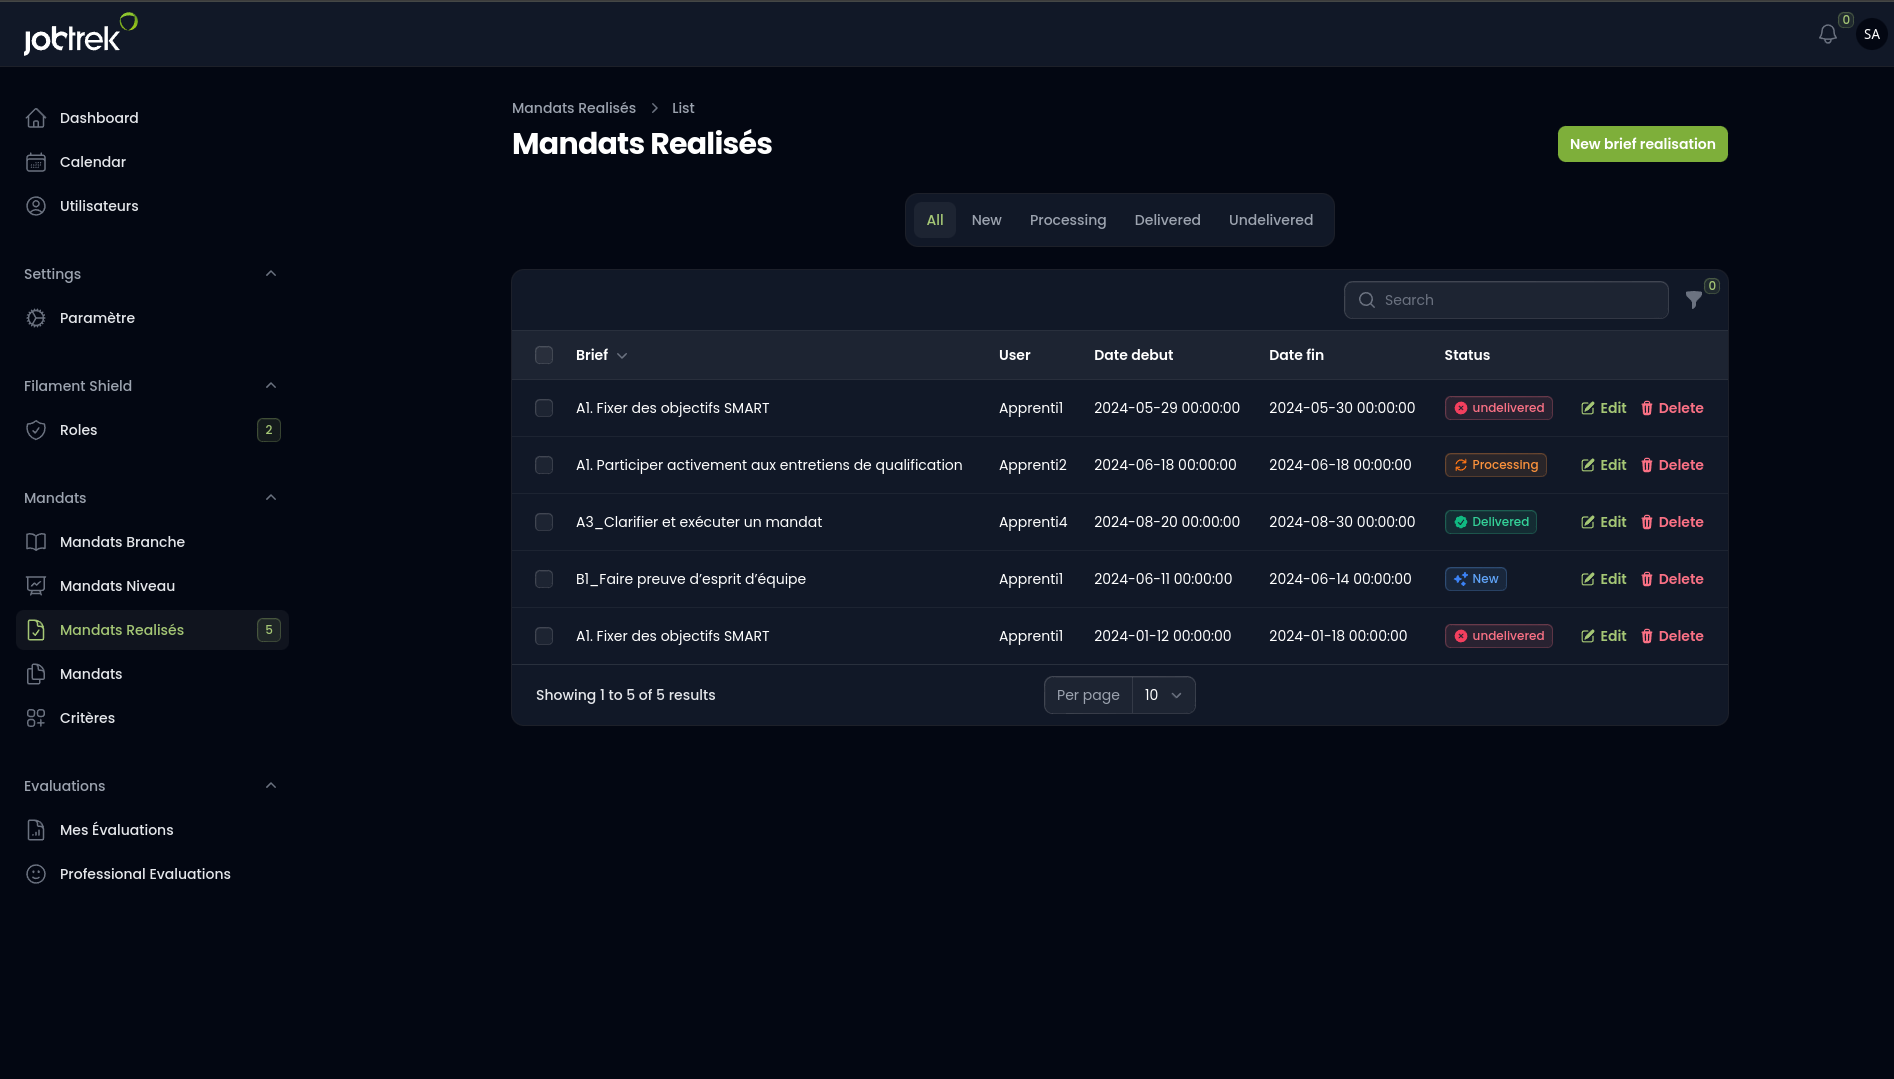 jobtrek
0
SA
Dashboard
Calendar
Utilisateurs
Settings
Paramètre
Filament Shield
Roles 2
Mandats
Mandats Branche
Mandats Niveau
Mandats Realisés 5
Mandats
Critères
Evaluations
Mes Évaluations
Professional Evaluations
Mandats Realisés > List
Mandats Realisés
New brief realisation
All New Processing Delivered Undelivered
Search
0
Brief User Date debut Date fin Status
A1. Fixer des objectifs SMART Apprenti1 2024-05-29 00:00:00 2024-05-30 00:00:00 undelivered Edit Delete
A1. Participer activement aux entretiens de qualification Apprenti2 2024-06-18 00:00:00 2024-06-18 00:00:00 Processing Edit Delete
A3_Clarifier et exécuter un mandat Apprenti4 2024-08-20 00:00:00 2024-08-30 00:00:00 Delivered Edit Delete
B1_Faire preuve d’esprit d’équipe Apprenti1 2024-06-11 00:00:00 2024-06-14 00:00:00 New Edit Delete
A1. Fixer des objectifs SMART Apprenti1 2024-01-12 00:00:00 2024-01-18 00:00:00 undelivered Edit Delete
Showing 1 to 5 of 5 results
Per page 10